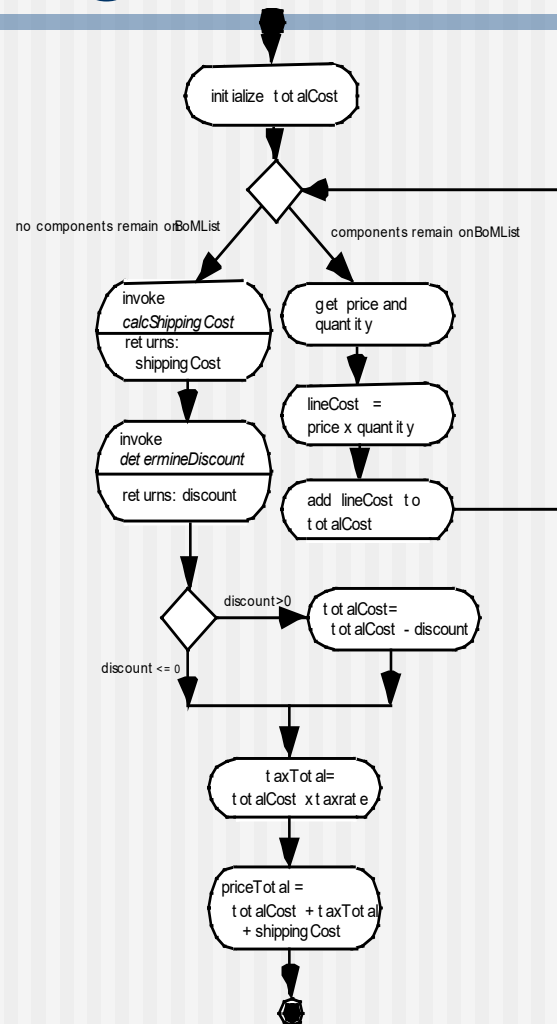 initialize totalCost
no components remain onBoMList
components remain onBoMList
invoke
calcShippingCost
returns:
shippingCost
get price and
quantity
lineCost =
price x quantity
invoke
determineDiscount
returns: discount
add lineCost to
totalCost
discount>0
totalCost=
totalCost - discount
discount <= 0
taxTotal=
totalCost x taxrate
priceTotal =
totalCost + taxTotal
+ shippingCost